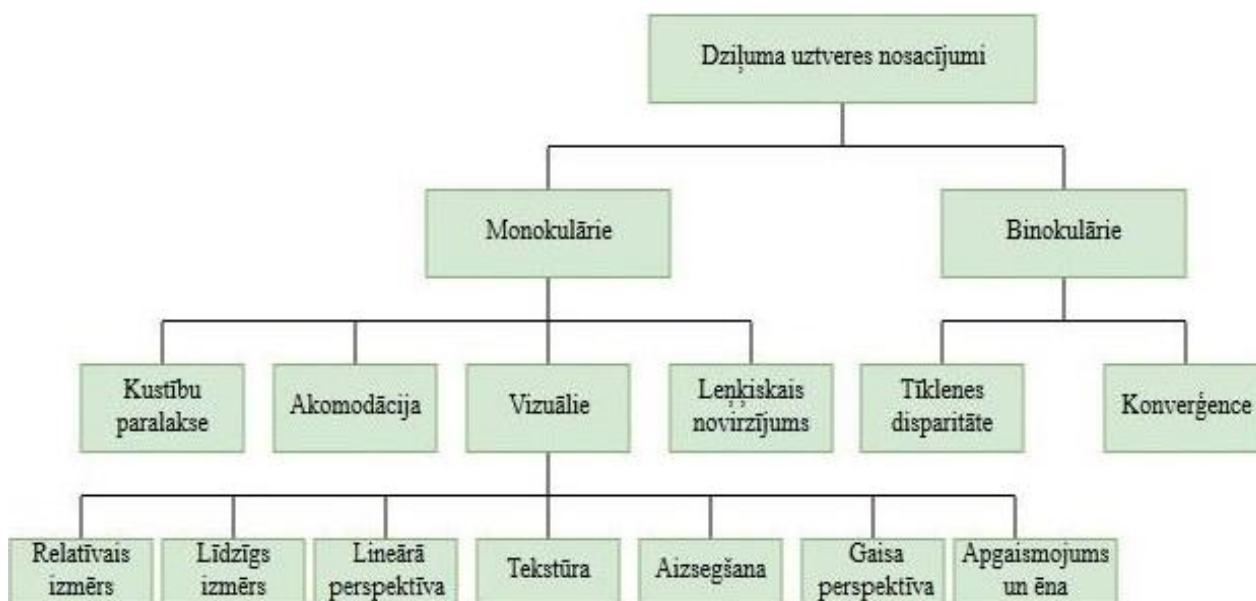 Dziļuma uztveres nosacījumi
Monokulārie
Binokulārie
Kustību
paralakse
Akomodācija
Vizuālie
Leņķiskais
novirzījums
Tīklenes
disparitāte
Konverģence
Relatīvais
izmērs
Līdzīgs
izmērs
Lineārā
perspektīva
Tekstūra
Aizsegšana
Gaisa
perspektīva
Apgaismojums
un ēna